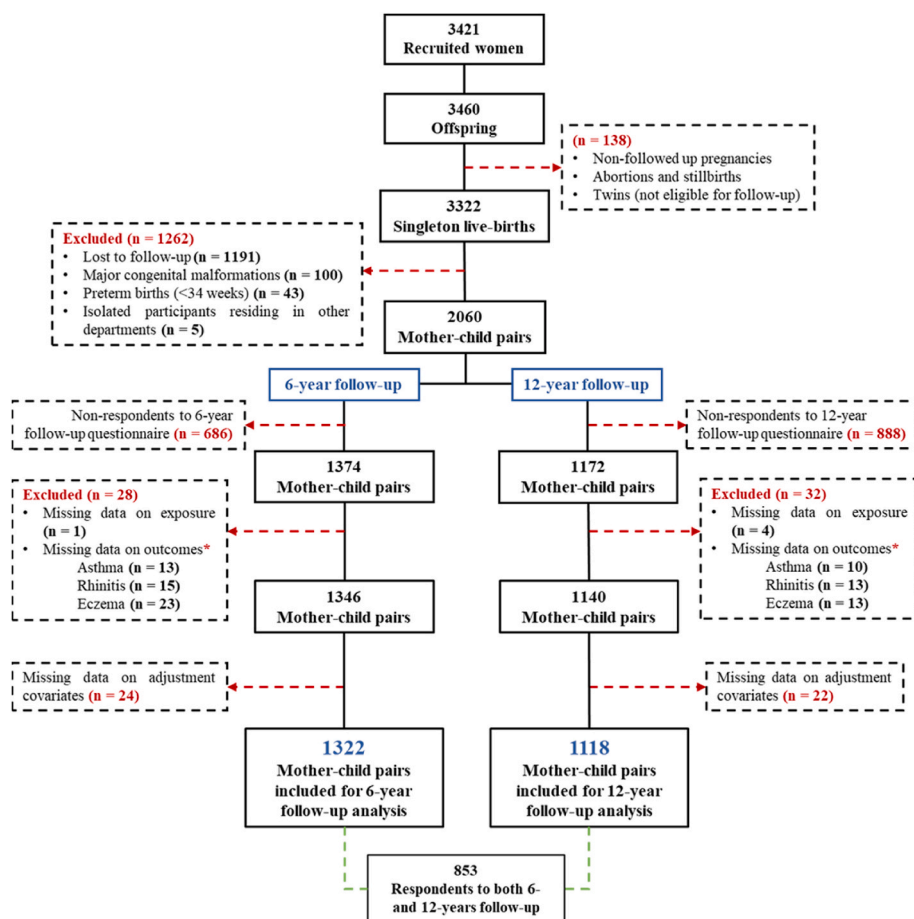 3421
Recruited women
3460
Offspring
(n = 138)
• Non-followed up pregnancies
• Abortions and stillbirths
• Twins (not eligible for follow-up)
3322
Singleton live-births
Excluded (n = 1262)
• Lost to follow-up (n = 1191)
• Major congenital malformations (n = 100)
• Preterm births (<34 weeks) (n = 43)
• Isolated participants residing in other
departments (n = 5)
2060
Mother-child pairs
6-year follow-up
12-year follow-up
Non-respondents to 6-year
follow-up questionnaire (n = 686)
Non-respondents to 12-year
follow-up questionnaire (n = 888)
1374
Mother-child pairs
1172
Mother-child pairs
Excluded (n = 28)
• Missing data on exposure
(n = 1)
• Missing data on outcomes*
Asthma (n = 13)
Rhinitis (n = 15)
Eczema (n = 23)
Excluded (n = 32)
• Missing data on exposure
(n = 4)
• Missing data on outcomes*
Asthma (n = 10)
Rhinitis (n = 13)
Eczema (n = 13)
1346
Mother-child pairs
1140
Mother-child pairs
Missing data on adjustment
covariates (n = 24)
Missing data on adjustment
covariates (n = 22)
1322
Mother-child pairs
included for 6-year
follow-up analysis
1118
Mother-child pairs
included for 12-year
follow-up analysis
853
Respondents to both 6-
and 12-years follow-up